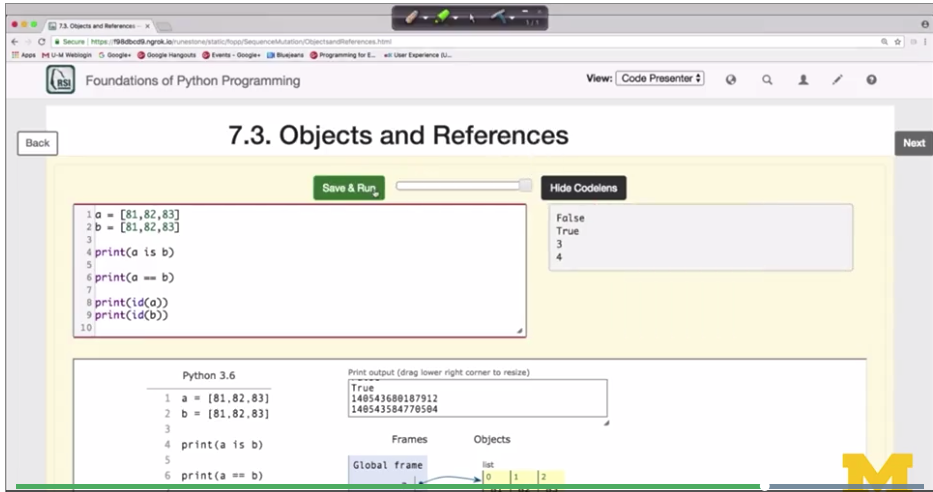 1/1
7.3. Objects and References
Secure https://f98dbcd9.ngrok.io/runestone/static/fopp/SequenceMutation/ObjectsandReferences.html
Apps U-M Weblogin Google+ Google Hangouts Events - Google+ Bluejeans Programming for E... User Experience (U...
RSI Foundations of Python Programming View: Code Presenter
7.3. Objects and References
Back
Next
Save & Run Hide Codelens
1 a = [81,82,83]
2 b = [81,82,83]
3
4 print(a is b)
5
6 print(a == b)
7
8 print(id(a))
9 print(id(b))
10
False
True
3
4
Python 3.6
1 a = [81,82,83]
2 b = [81,82,83]
3
4 print(a is b)
5
6 print(a == b)
Print output (drag lower right corner to resize)
True
140543680187912
140543584770504
Frames Objects
Global frame
list
0 1 2
M